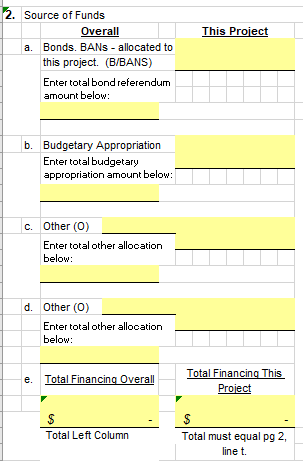 2. Source of Funds
Overall This Project
a. Bonds. BANs - allocated to
this project. (B/BANS)
Enter total bond referendum
amount below:
b. Budgetary Appropriation
Enter total budgetary
appropriation amount below:
c. Other (O)
Enter total other allocation
below:
d. Other (O)
Enter total other allocation
below:
e. Total Financing Overall
Total Financing This
Project
$ - $ -
Total Left Column
Total must equal pg 2,
line t.